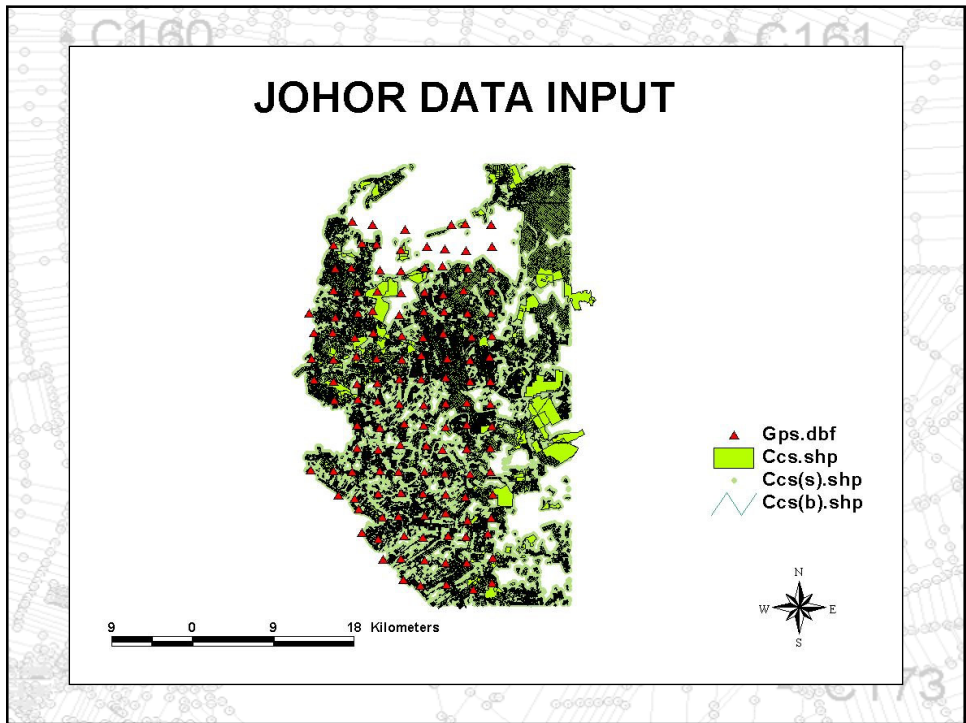 C160
C161
JOHOR DATA INPUT
Gps.dbf
Ccs.shp
Ccs(s).shp
Ccs(b).shp
N
W E
S
9 0 9 18 Kilometers
C173